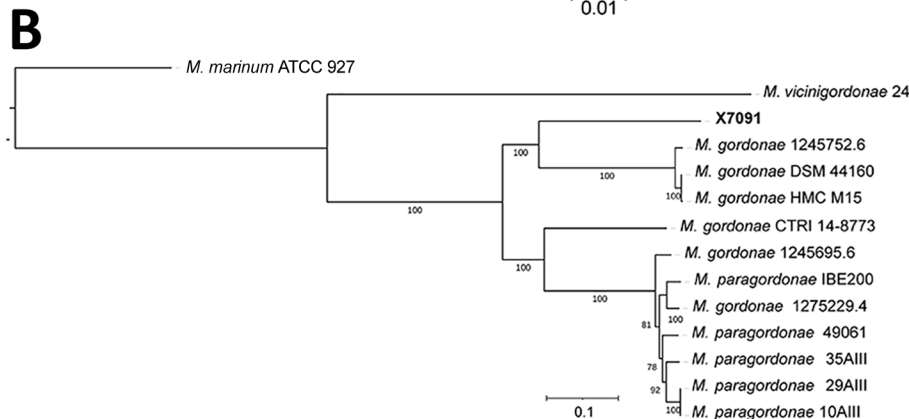 0.01
B
M. marinum ATCC 927
M. vicinigordonae 24
X7091
M. gordonae 1245752.6
100
M. gordonae DSM 44160
100
M. gordonae HMC M15
100
100
M. gordonae CTRI 14-8773
M. gordonae 1245695.6
100
M. paragordonae IBE200
100
M. gordonae 1275229.4
100
81
M. paragordonae 49061
M. paragordonae 35AIII
78
M. paragordonae 29AIII
92
M. paragordonae 10AIII
100
0.1